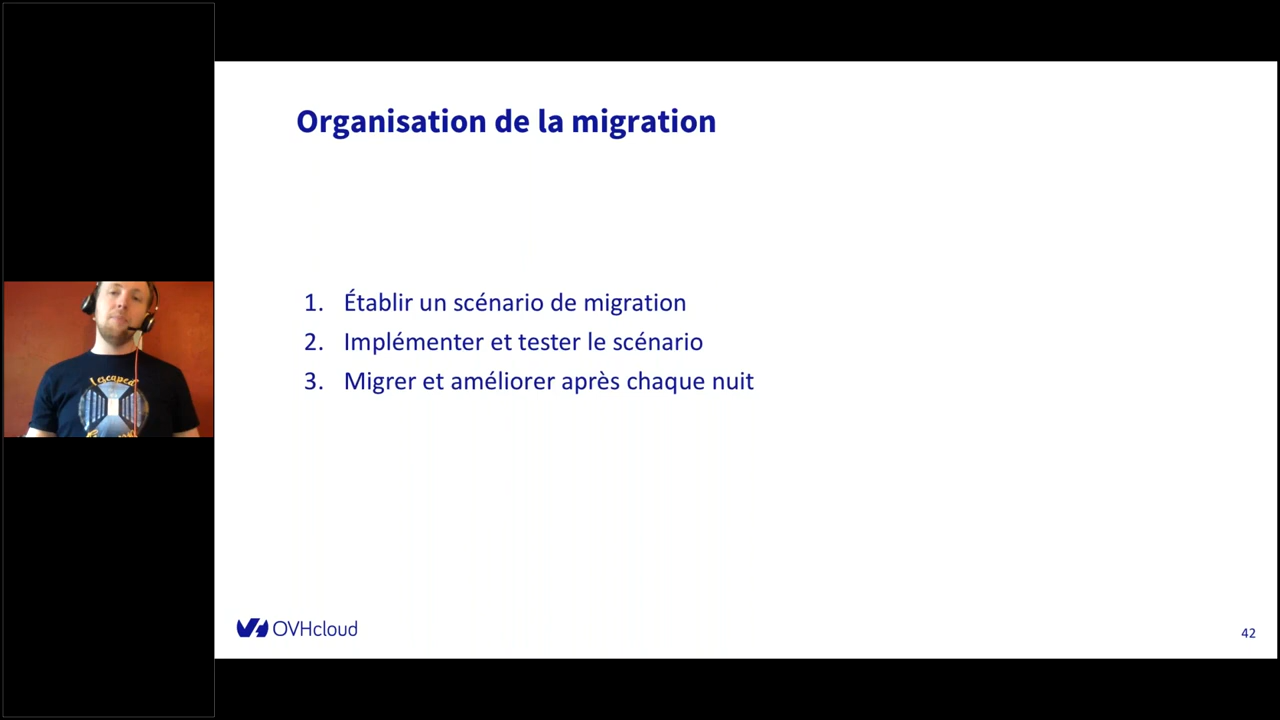 Organisation de la migration
1. Établir un scénario de migration
2. Implémenter et tester le scénario
3. Migrer et améliorer après chaque nuit
I escaped
OVHcloud
42